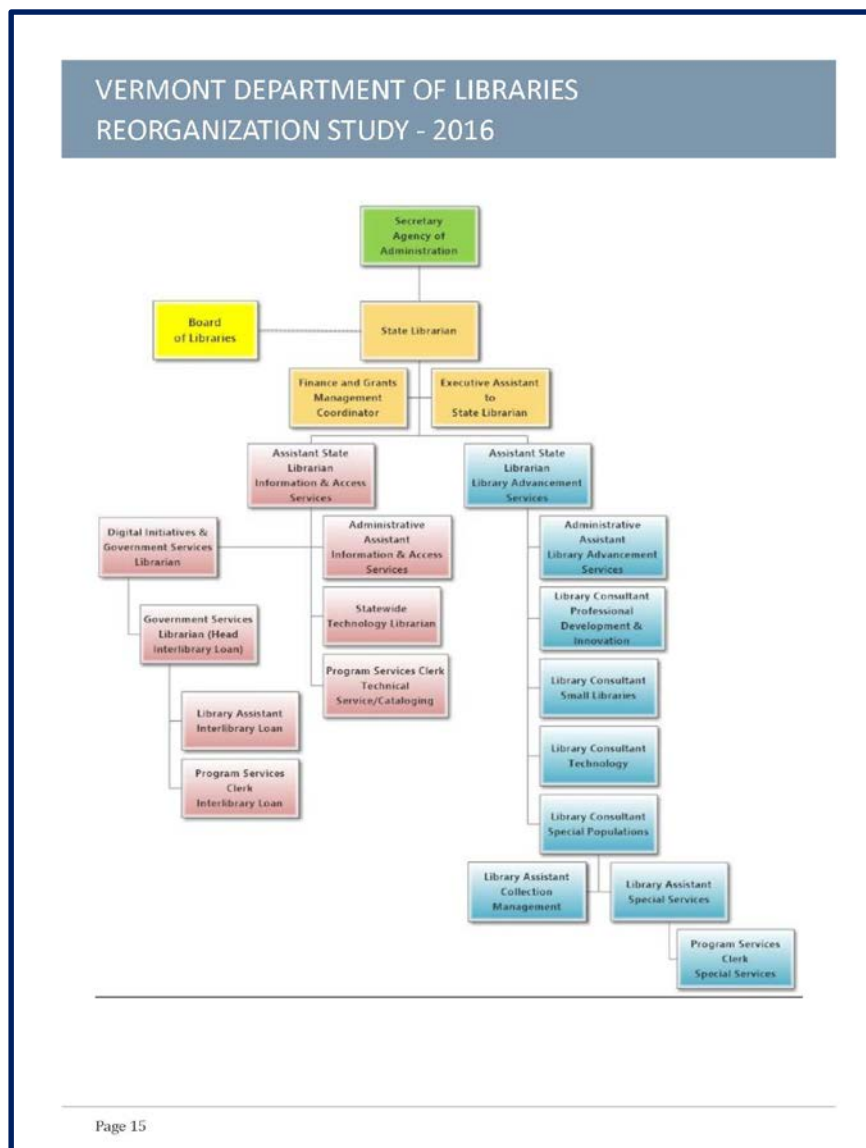 VERMONT DEPARTMENT OF LIBRARIES
REORGANIZATION STUDY - 2016
Secretary
Agency of
Administration
Board
of Libraries
State Librarian
Finance and Grants
Management
Coordinator
Executive Assistant
to
State Librarian
Assistant State
Librarian
Information & Access
Services
Assistant State
Librarian
Library Advancement
Services
Digital Initiatives &
Government Services
Librarian
Administrative
Assistant
Information & Access
Services
Administrative
Assistant
Library Advancement
Services
Government Services
Librarian (Head
Interlibrary Loan)
Statewide
Technology Librarian
Library Consultant
Professional
Development &
Innovation
Program Services Clerk
Technical
Service/Cataloging
Library Consultant
Small Libraries
Library Assistant
Interlibrary Loan
Library Consultant
Technology
Program Services
Clerk
Interlibrary Loan
Library Consultant
Special Populations
Library Assistant
Collection
Management
Library Assistant
Special Services
Program Services
Clerk
Special Services
Page 15